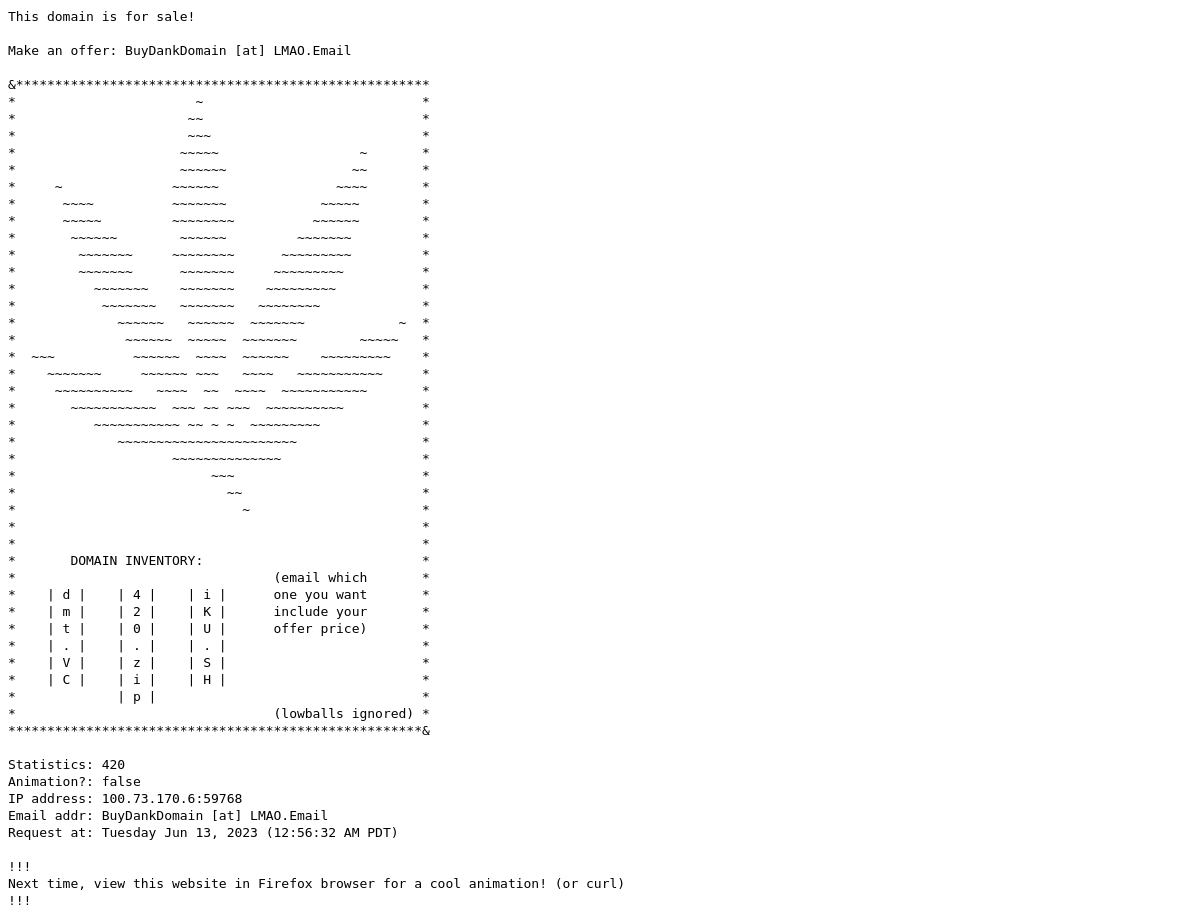 This domain is for sale!

Make an offer: BuyDankDomain [at] LMAO.Email

&*****************************************************
*                       ~                            *
*                      ~~                            *
*                      ~~~                           *
*                     ~~~~~                  ~       *
*                     ~~~~~~                ~~       *
*     ~              ~~~~~~               ~~~~       *
*      ~~~~          ~~~~~~~            ~~~~~        *
*      ~~~~~         ~~~~~~~~          ~~~~~~        *
*       ~~~~~~        ~~~~~~         ~~~~~~~         *
*        ~~~~~~~     ~~~~~~~~      ~~~~~~~~~         *
*        ~~~~~~~      ~~~~~~~     ~~~~~~~~~          *
*          ~~~~~~~    ~~~~~~~    ~~~~~~~~~           *
*           ~~~~~~~   ~~~~~~~   ~~~~~~~~             *
*             ~~~~~~   ~~~~~~  ~~~~~~~            ~  *
*              ~~~~~~  ~~~~~  ~~~~~~~        ~~~~~   *
*  ~~~          ~~~~~~  ~~~~  ~~~~~~    ~~~~~~~~~    *
*    ~~~~~~~     ~~~~~~ ~~~   ~~~~   ~~~~~~~~~~~     *
*     ~~~~~~~~~~   ~~~~  ~~  ~~~~  ~~~~~~~~~~~       *
*       ~~~~~~~~~~~  ~~~ ~~ ~~~  ~~~~~~~~~~          *
*          ~~~~~~~~~~~ ~~ ~ ~  ~~~~~~~~~             *
*             ~~~~~~~~~~~~~~~~~~~~~~~                *
*                    ~~~~~~~~~~~~~~                  *
*                         ~~~                        *
*                           ~~                       *
*                             ~                      *
*                                                    *
*                                                    *
*       DOMAIN INVENTORY:                            *
*                                 (email which       *
*    | d |    | 4 |    | i |      one you want       *
*    | m |    | 2 |    | K |      include your       *
*    | t |    | 0 |    | U |      offer price)       *
*    | . |    | . |    | . |                         *
*    | V |    | z |    | S |                         *
*    | C |    | i |    | H |                         *
*             | p |                                  *
*                                 (lowballs ignored) *
*****************************************************&

Statistics: 420
Animation?: false
IP address: 100.73.170.6:59768
Email addr: BuyDankDomain [at] LMAO.Email
Request at: Tuesday Jun 13, 2023 (12:56:32 AM PDT)

!!!
Next time, view this website in Firefox browser for a cool animation! (or curl)
!!!